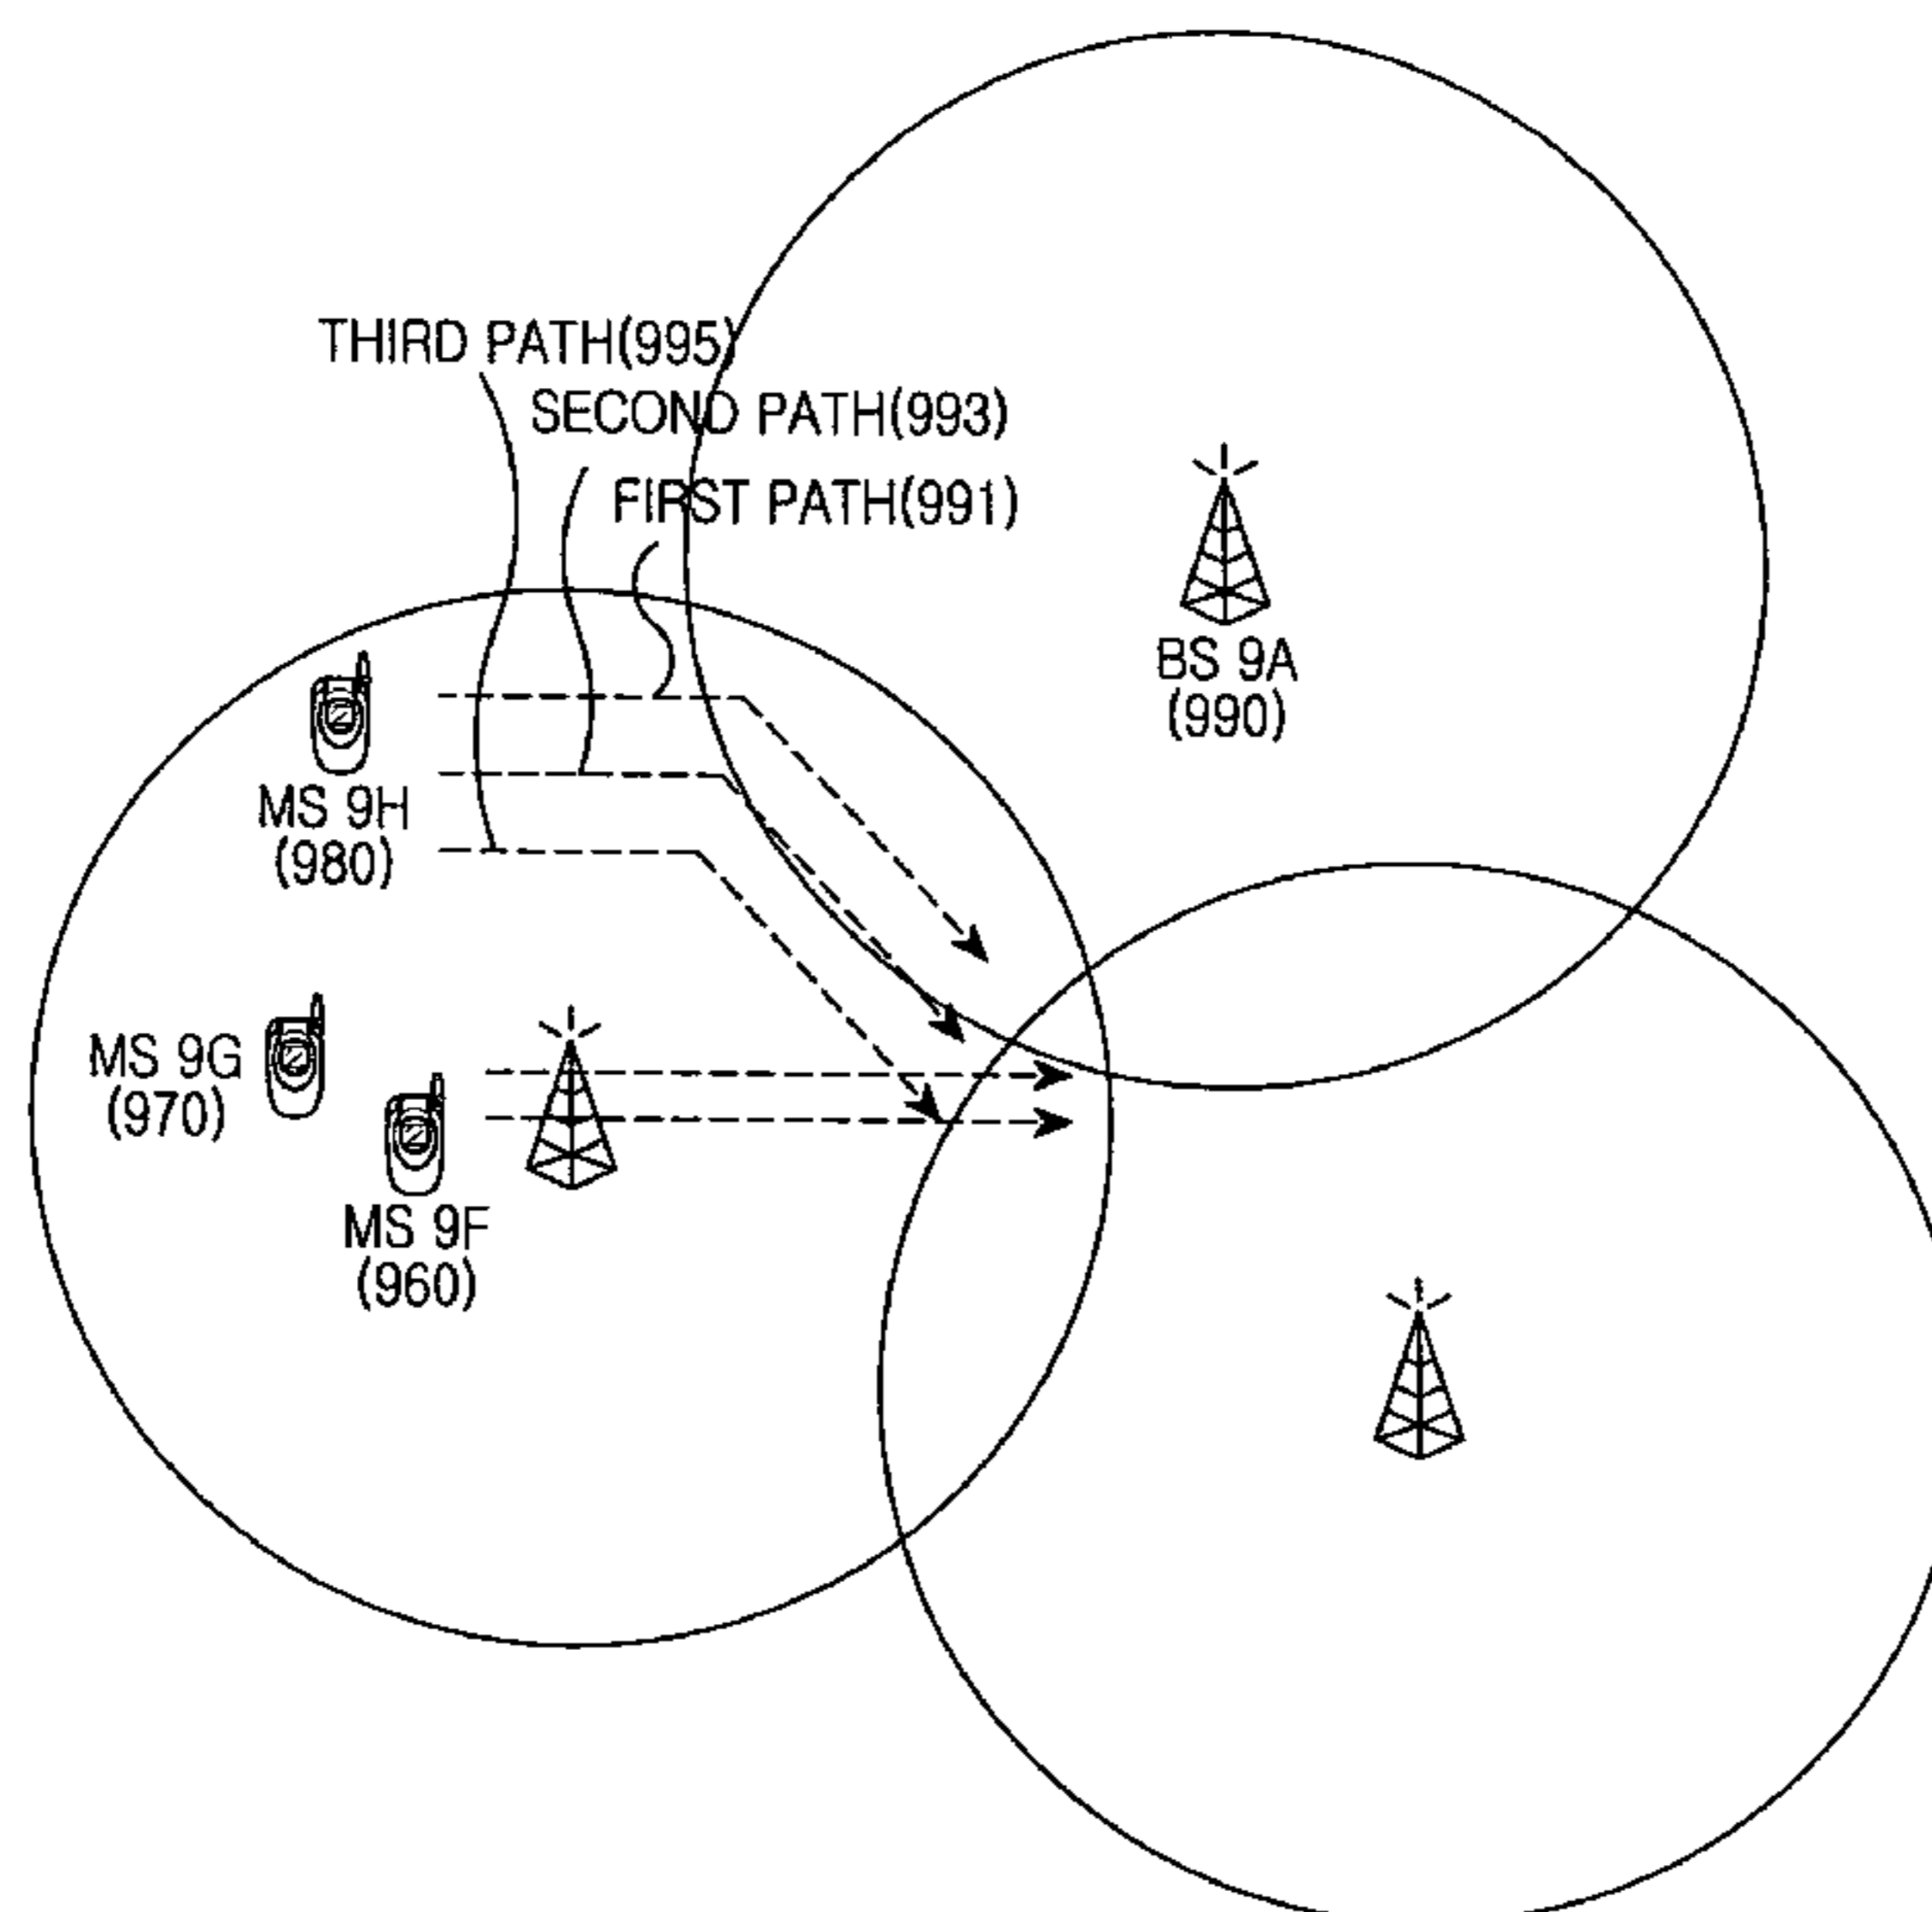 THIRD PATH(995)
SECOND PATH(993)
FIRST PATH(991)
BS 9A
(990)
MS 9H
(980)
MS 9G
(970)
MS 9F
(960)